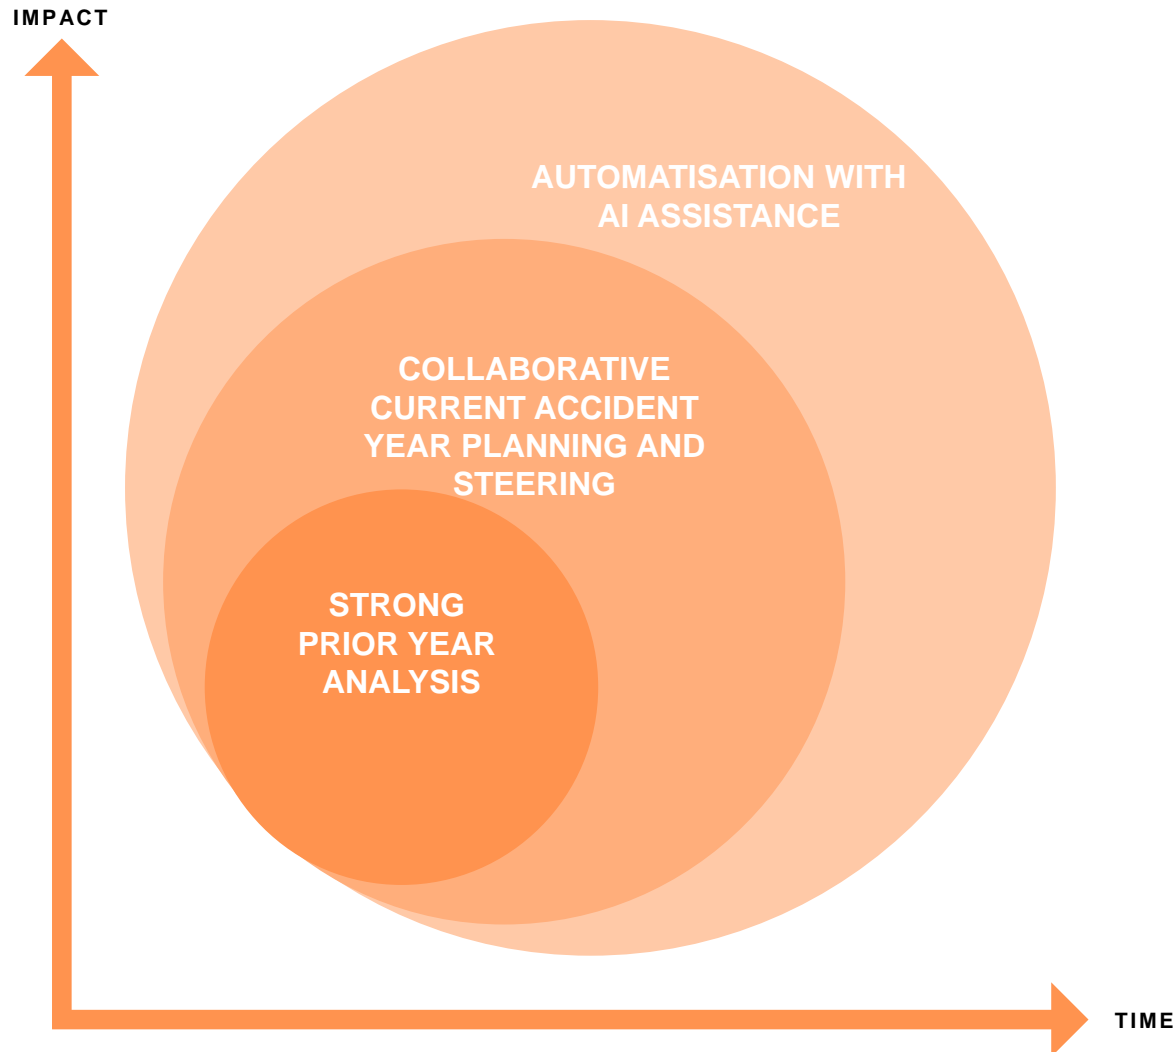 IMPACT
AUTOMATISATION WITH
AI ASSISTANCE
COLLABORATIVE
CURRENT ACCIDENT
YEAR PLANNING AND
STEERING
STRONG
PRIOR YEAR
ANALYSIS
TIME